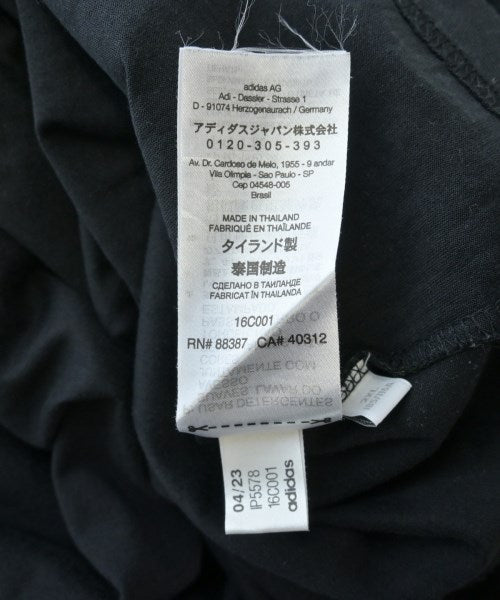 adidas AG
Adi - Dassler - Strasse 1
D - 91074 Herzogenaurach / Germany
アディダスジャパン株式会社
0120-305-393
Av. Dr. Cardoso de Melo, 1955 - 9 andar
Vila Olimpia - Sao Paulo - SP
Cep 04548-005
Brasil
MADE IN THAILAND
FABRIQUÉ EN THAÏLANDE
タイランド製
泰国制造
СДЕЛАНО В ТАИЛАНДЕ
FABRICAT ÎN THAILANDA
16C001
RN# 88387 CA# 40312
04/23
IP5578
16C001
adidas